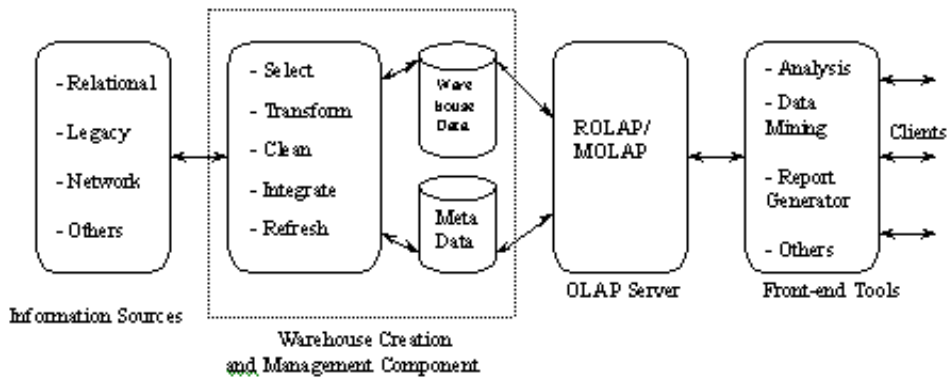 - Relational
- Legacy
- Network
- Others
Information Sources
- Select
- Transform
- Clean
- Integrate
- Refresh
Ware
house
Data
Meta
Data
Warehouse Creation
and Management Component
ROLAP/
MOLAP
OLAP Server
- Analysis
- Data
Mining
- Report
Generator
- Others
Front-end Tools
Clients